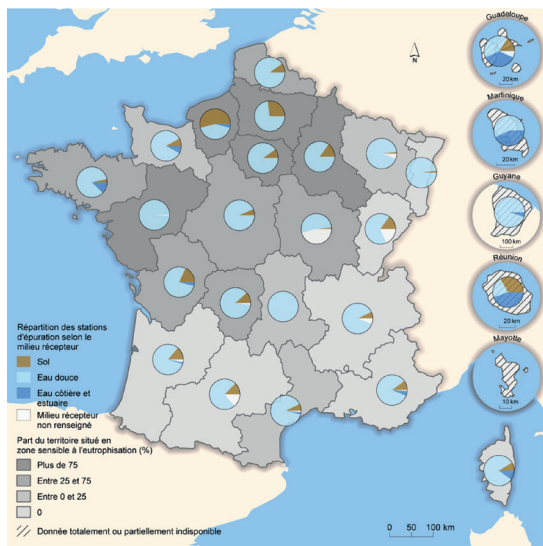 Guadeloupe
N
20 km
Martinique
20 km
Guyane
100 km
Réunion
20 km
Mayotte
10 km
Répartition des stations
d'épuration selon le
milieu récepteur
Sol
Eau douce
Eau côtière et
estuaire
Milieu récepteur
non renseigné
Part du territoire situé en
zone sensible à l'eutrophisation (%)
Plus de 75
Entre 25 et 75
Entre 0 et 25
0
Donnée totalement ou partiellement indisponible
0 50 100 km